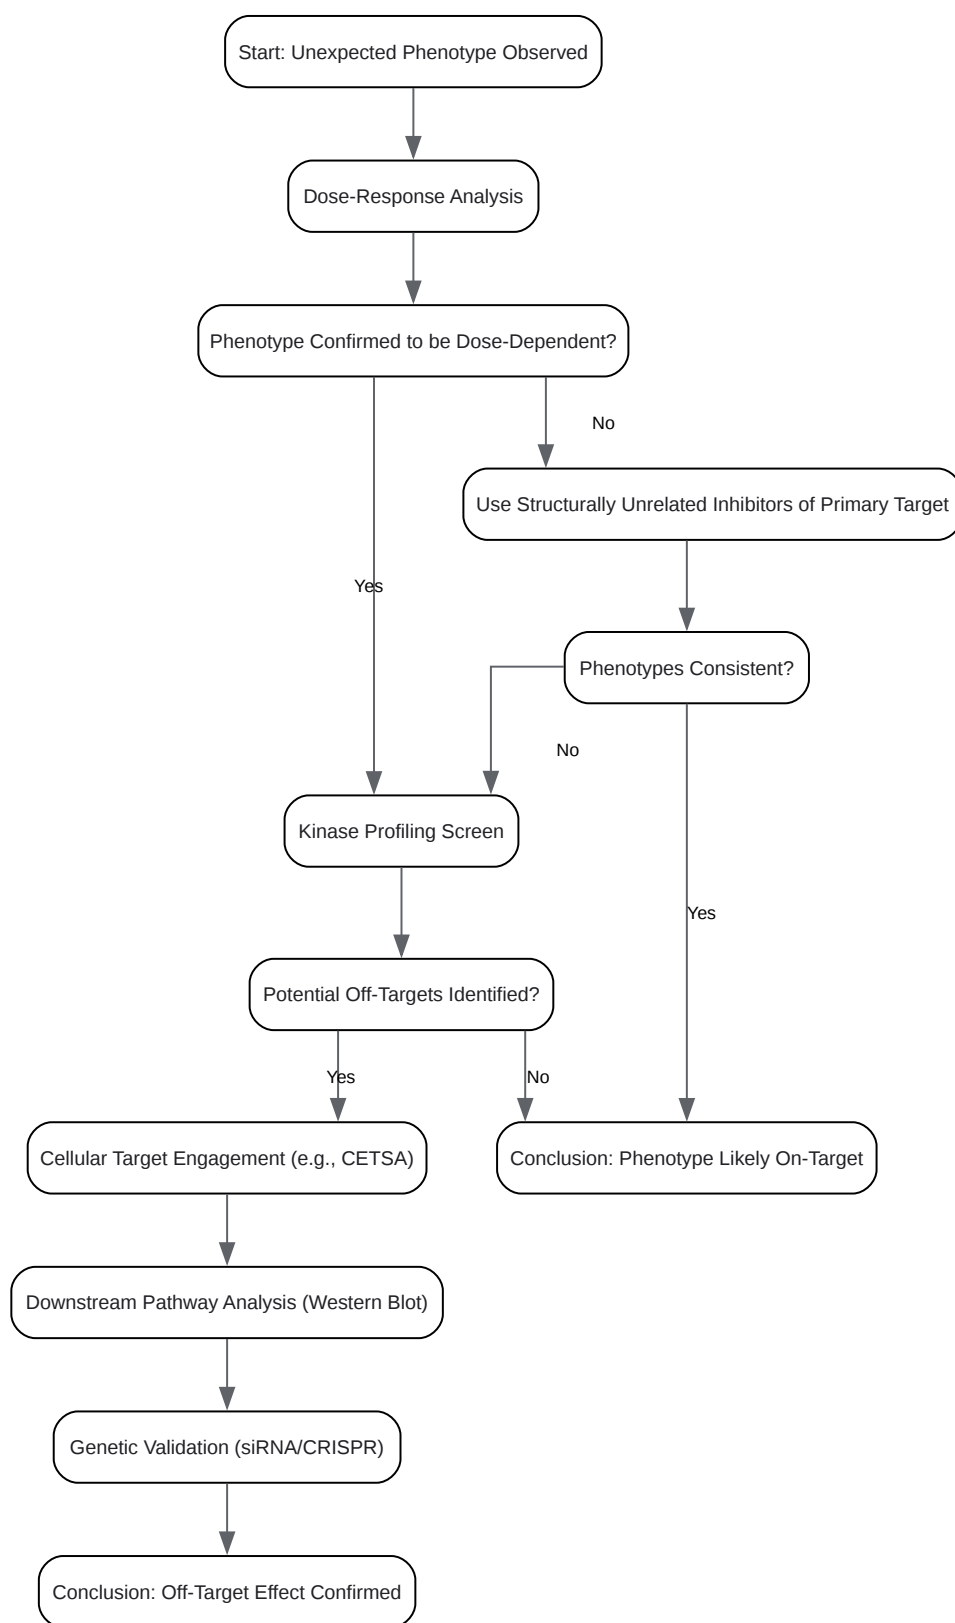 Start: Unexpected Phenotype Observed
Dose-Response Analysis
Phenotype Confirmed to be Dose-Dependent?
No
Use Structurally Unrelated Inhibitors of Primary Target
Yes
Phenotypes Consistent?
No
Kinase Profiling Screen
Yes
Potential Off-Targets Identified?
Yes
No
Cellular Target Engagement (e.g., CETSA)
Conclusion: Phenotype Likely On-Target
Downstream Pathway Analysis (Western Blot)
Genetic Validation (siRNA/CRISPR)
Conclusion: Off-Target Effect Confirmed